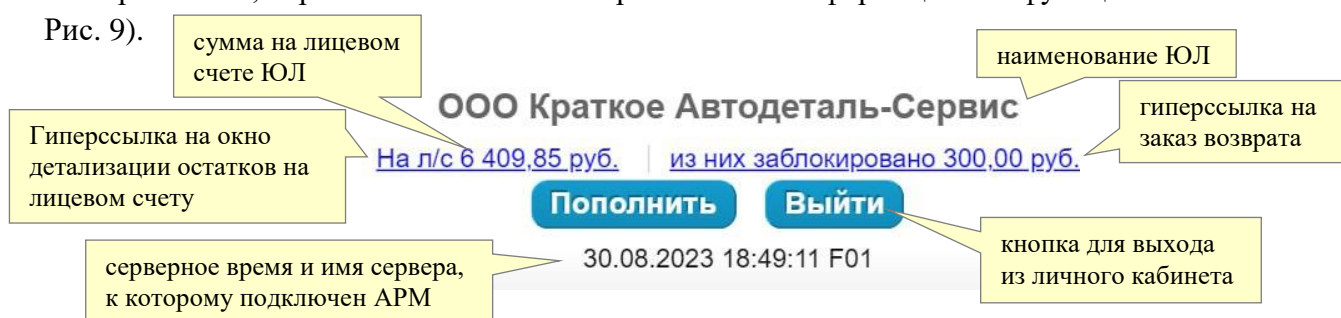 Рис. 9).
сумма на лицевом
счете ЮЛ
наименование ЮЛ
ООО Краткое Автодеталь-Сервис
гиперссылка на
заказ возврата
Гиперссылка на окно
детализации остатков на
лицевом счету
На л/с 6 409,85 руб. из них заблокировано 300,00 руб.
Пополнить Выйти
кнопка для выхода
из личного кабинета
30.08.2023 18:49:11 F01
серверное время и имя сервера,
к которому подключен АРМ